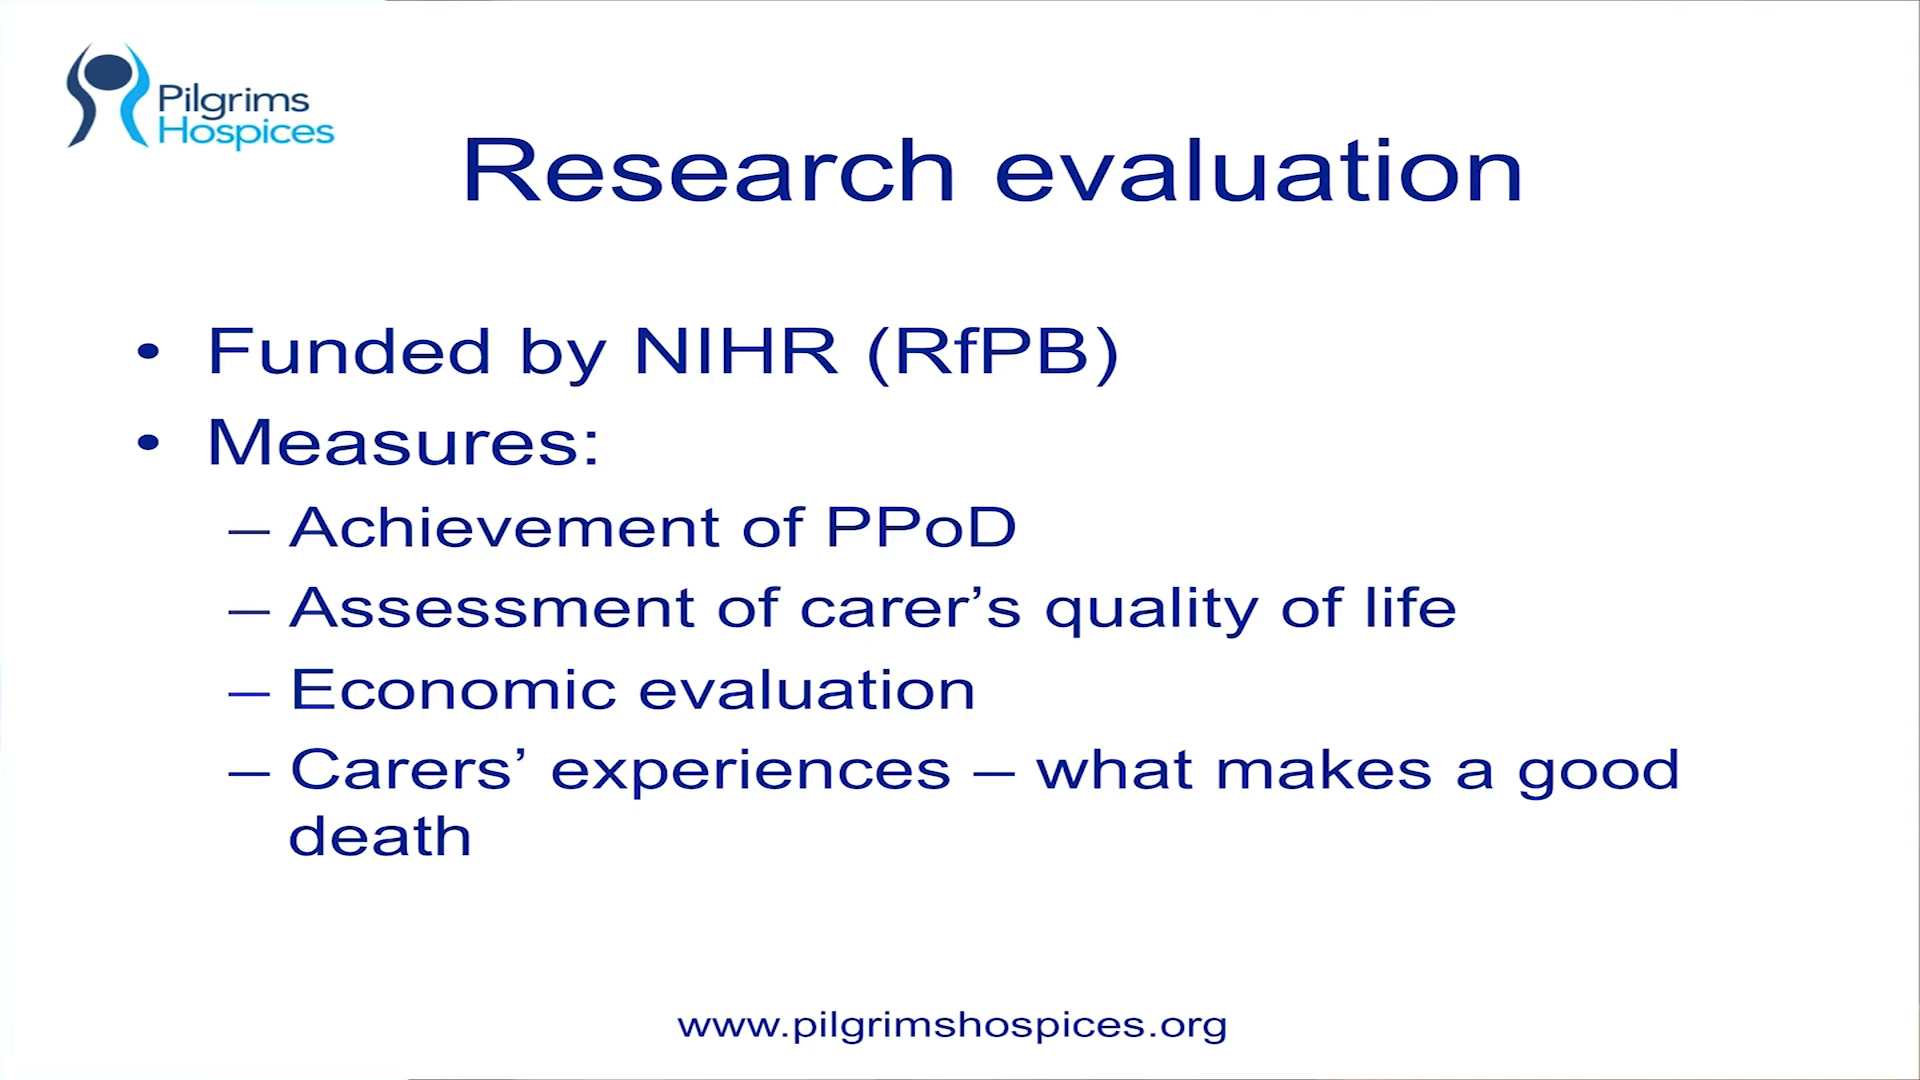 Pilgrims
Hospices
Research evaluation
• Funded by NIHR (RfPB)
• Measures:
– Achievement of PPoD
– Assessment of carer’s quality of life
– Economic evaluation
– Carers’ experiences – what makes a good
death
www.pilgrimshospices.org